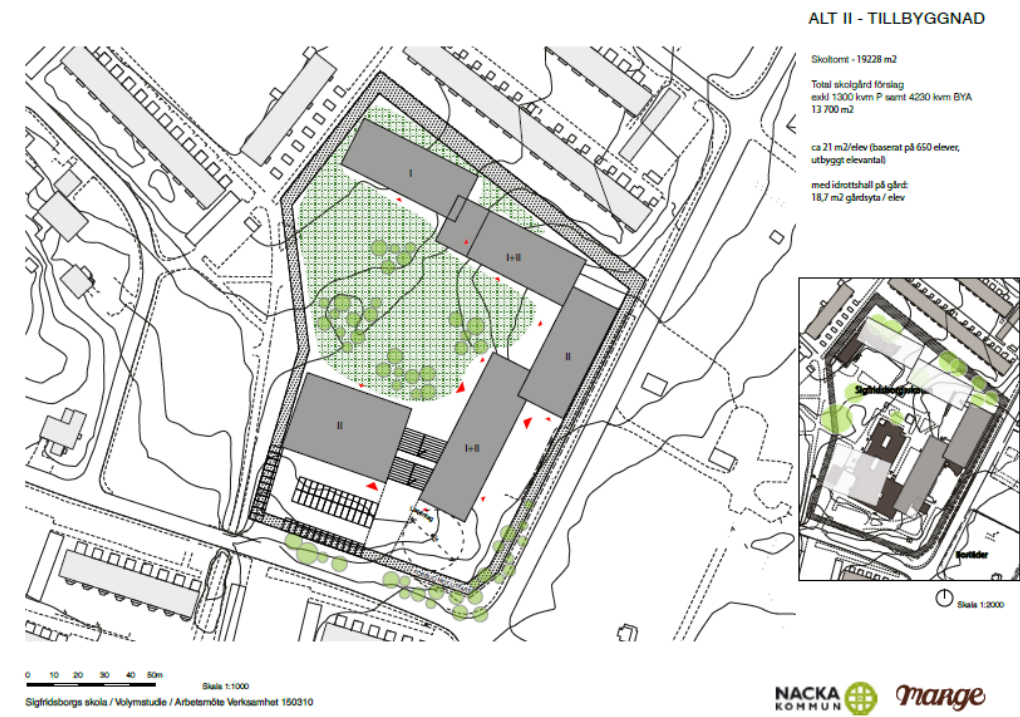 ALT II - TILLBYGGNAD
Skoltomt - 19228 m2
Total skolgård förslag
exkl 1300 kvm P samt 4230 kvm BYA
13 700 m2
ca 21 m2/elev (baserat på 650 elever,
utbyggt elevantal)
med idrottshall på gård:
18,7 m2 gårdsyta / elev
I
I+II
II
II
I+II
Sigfridsborgssko
Bostäder
Skala 1:2000
0 10 20 30 40 50m
Skala 1:1000
Sigfridsborgs skola / Volymstudie / Arbetsmöte Verksamhet 150310
NACKA
KOMMUN
mange